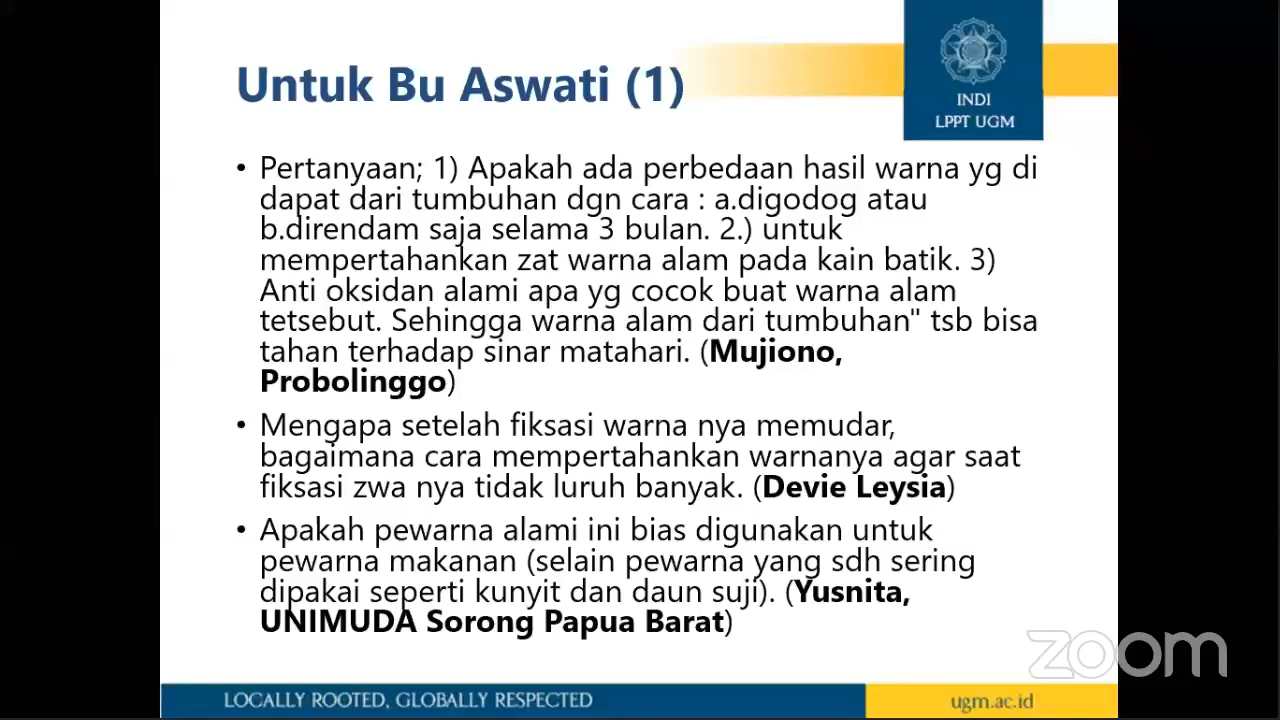 Untuk Bu Aswati (1)
INDI
LPPT UGM
• Pertanyaan; 1) Apakah ada perbedaan hasil warna yg di
dapat dari tumbuhan dgn cara : a.digodog atau
b.direndam saja selama 3 bulan. 2.) untuk
mempertahankan zat warna alam pada kain batik. 3)
Anti oksidan alami apa yg cocok buat warna alam
tetsebut. Sehingga warna alam dari tumbuhan" tsb bisa
tahan terhadap sinar matahari. (Mujiono,
Probolinggo)
• Mengapa setelah fiksasi warna nya memudar,
bagaimana cara mempertahankan warnanya agar saat
fiksasi zwa nya tidak luruh banyak. (Devie Leysia)
• Apakah pewarna alami ini bias digunakan untuk
pewarna makanan (selain pewarna yang sdh sering
dipakai seperti kunyit dan daun suji). (Yusnita,
UNIMUDA Sorong Papua Barat)
zoom
LOCALLY ROOTED, GLOBALLY RESPECTED
ugm.ac.id